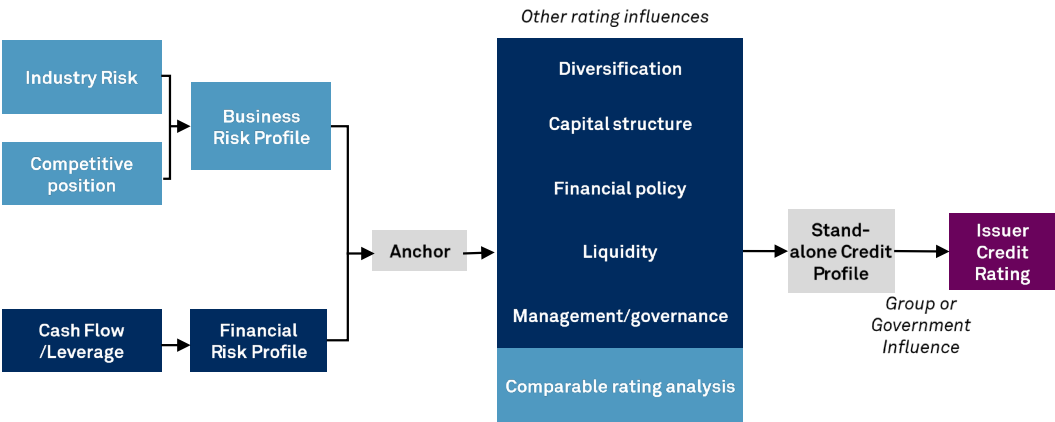 Other rating influences
Industry Risk
Competitive
position
Business
Risk Profile
Cash Flow
/Leverage
Financial
Risk Profile
Anchor
Diversification
Capital structure
Financial policy
Liquidity
Management/governance
Comparable rating analysis
Stand-
alone Credit
Profile
Group or
Government
Influence
Issuer
Credit
Rating